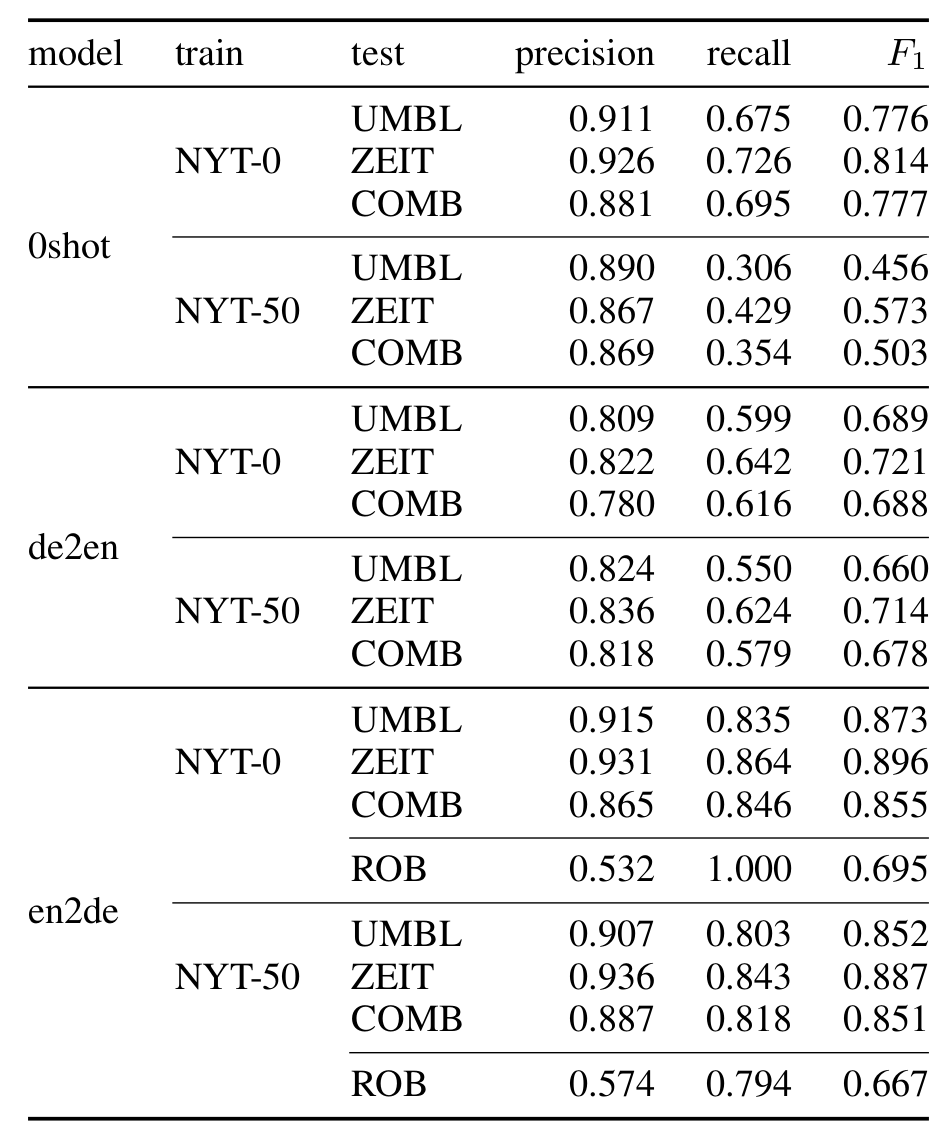 model train test precision recall F1
UMBL 0.911 0.675 0.776
NYT-0 ZEIT 0.926 0.726 0.814
COMB 0.881 0.695 0.777
0shot
UMBL 0.890 0.306 0.456
NYT-50 ZEIT 0.867 0.429 0.573
COMB 0.869 0.354 0.503
UMBL 0.809 0.599 0.689
NYT-0 ZEIT 0.822 0.642 0.721
COMB 0.780 0.616 0.688
de2en
UMBL 0.824 0.550 0.660
NYT-50 ZEIT 0.836 0.624 0.714
COMB 0.818 0.579 0.678
UMBL 0.915 0.835 0.873
NYT-0 ZEIT 0.931 0.864 0.896
COMB 0.865 0.846 0.855
ROB 0.532 1.000 0.695
en2de
UMBL 0.907 0.803 0.852
NYT-50 ZEIT 0.936 0.843 0.887
COMB 0.887 0.818 0.851
ROB 0.574 0.794 0.667